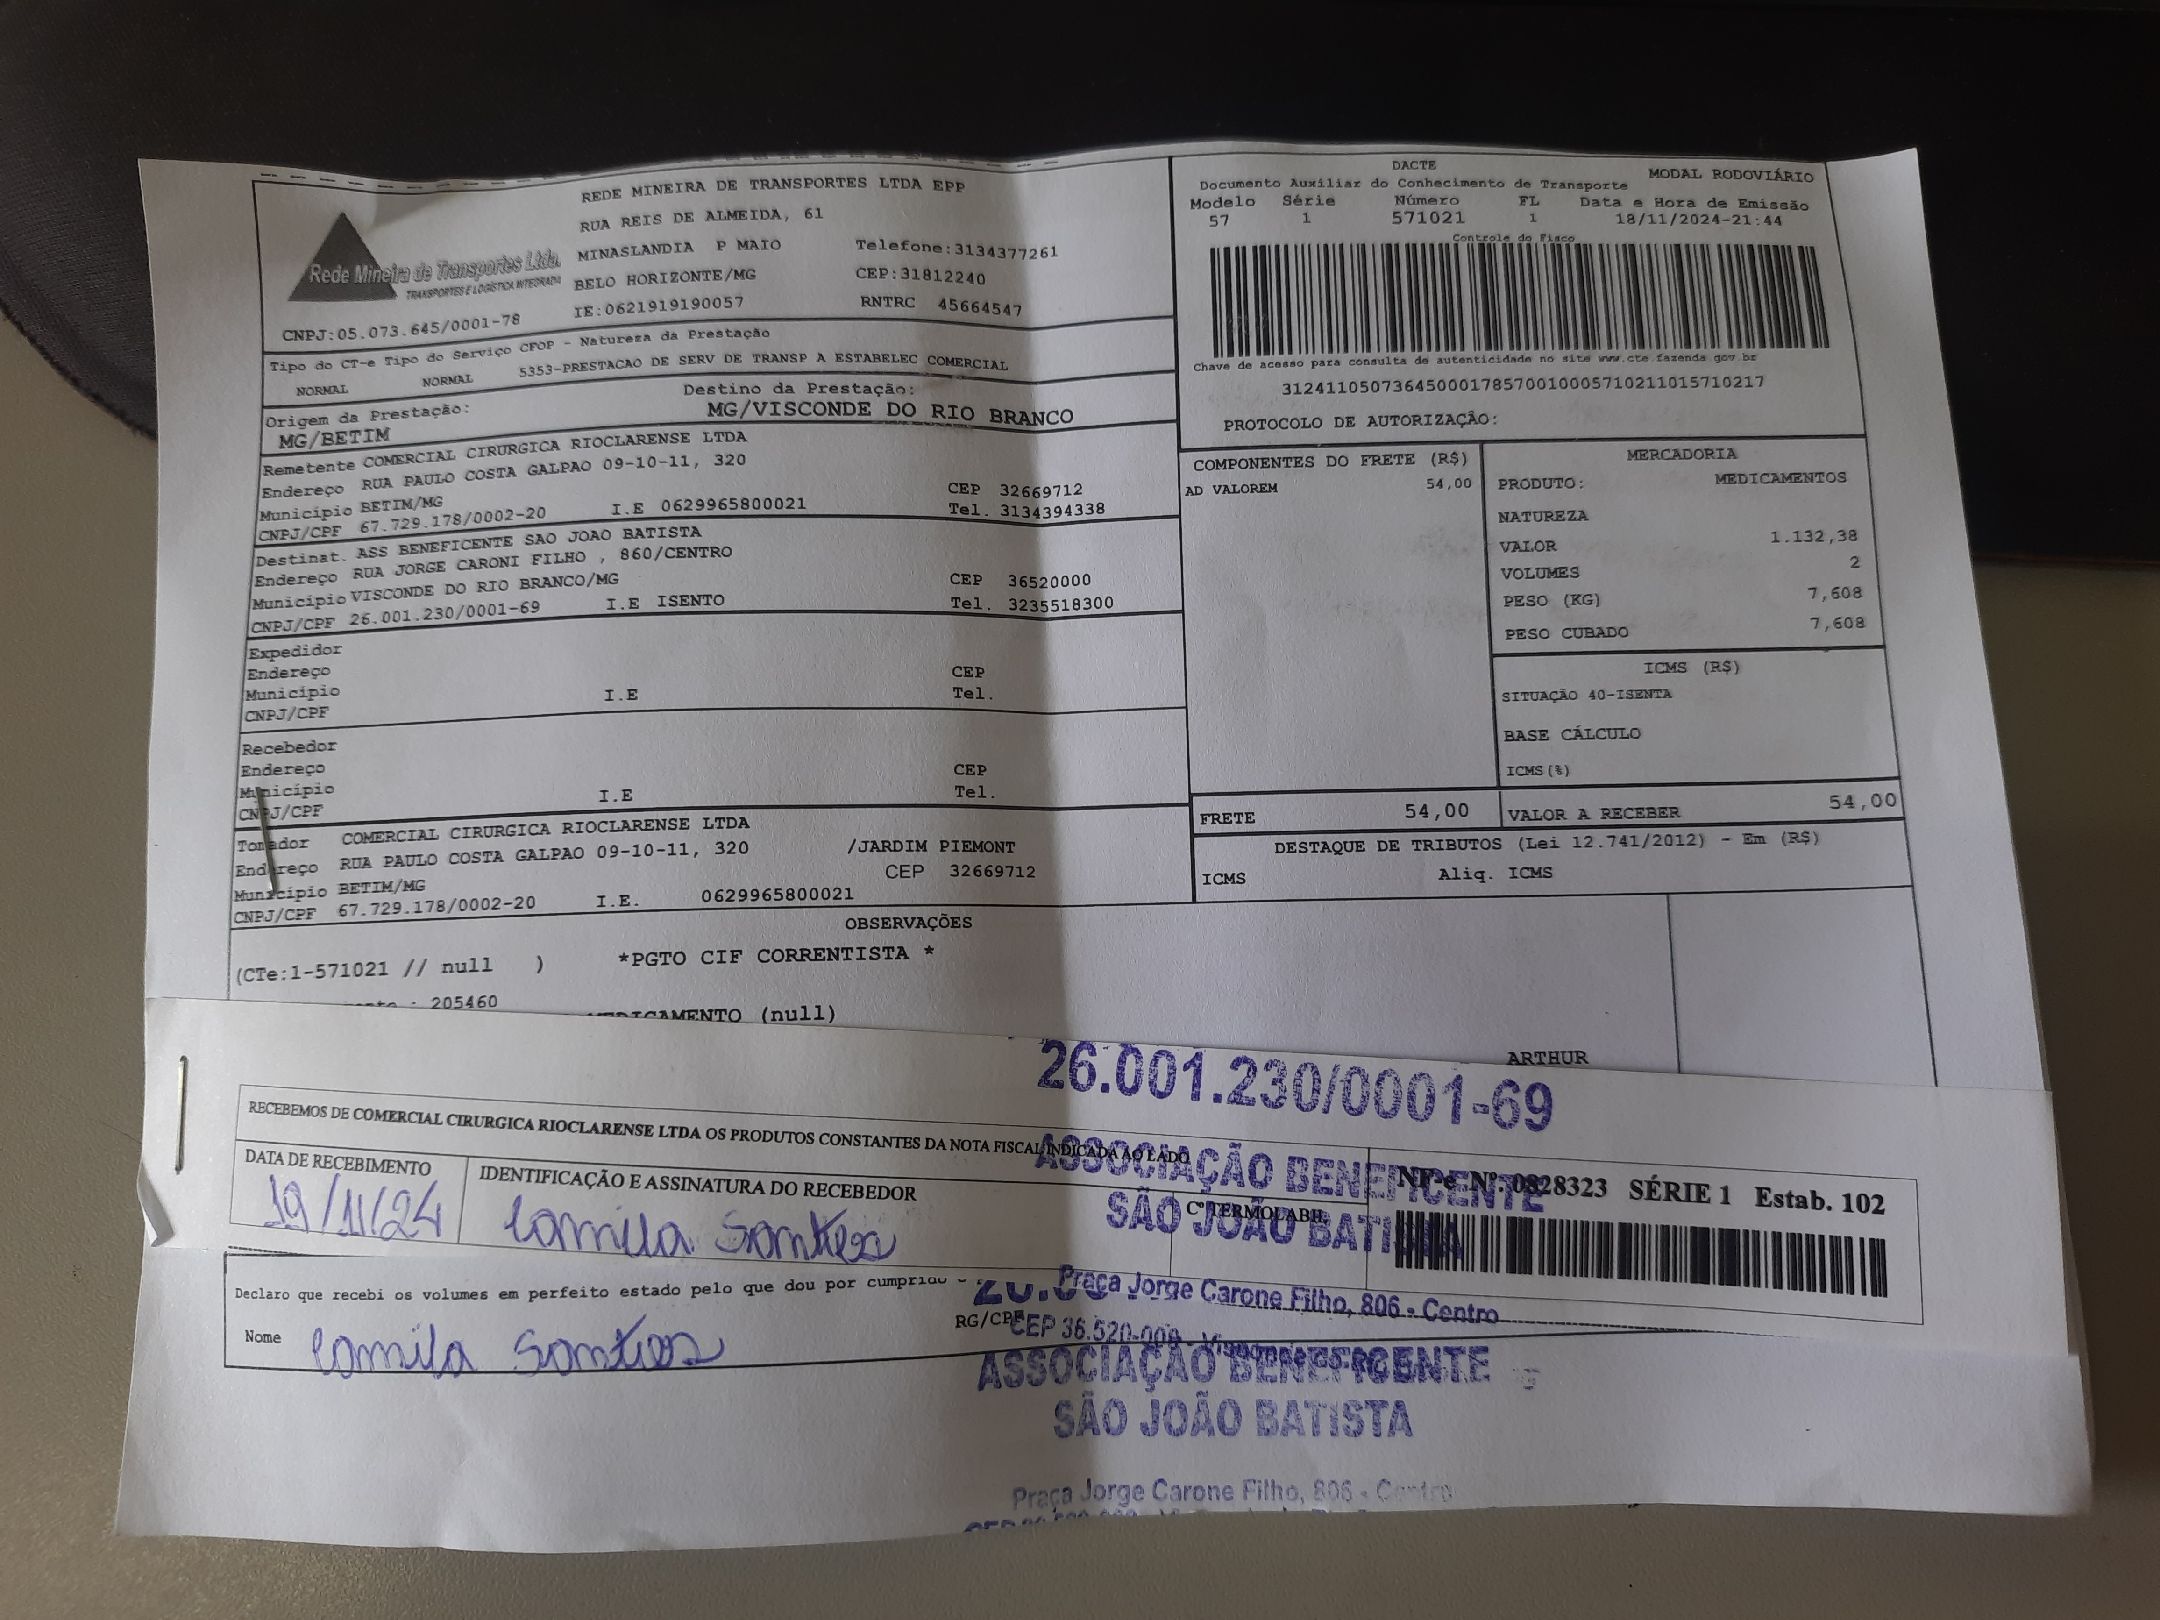 REDE MINEIRA DE TRANSPORTES LTDA EPP
RUA REIS DE ALMEIDA, 61
MINASLANDIA P MAIO Telefone:3134377261
BELO HORIZONTE/MG CEP:31812240
IE:0621919190057 RNTRC 45664547
Rede Mineira de Transportes Ltda.
TRANSPORTES E LOGÍSTICA INTEGRADA
CNPJ:05.073.645/0001-78
DACTE MODAL RODOVIÁRIO
Documento Auxiliar do Conhecimento de Transporte
Modelo Série Número FL Data e Hora de Emissão
57 1 571021 1 18/11/2024-21:44
Controle do Fisco
Chave de acesso para consulta de autenticidade no site www.cte.fazenda.gov.br
31241105073645000178570010005710211015710217
PROTOCOLO DE AUTORIZAÇÃO:
Tipo do CT-e Tipo do Serviço CFOP - Natureza da Prestação
NORMAL NORMAL 5353-PRESTACAO DE SERV DE TRANSP A ESTABELEC COMERCIAL
Origem da Prestação: Destino da Prestação:
MG/BETIM MG/VISCONDE DO RIO BRANCO
Remetente COMERCIAL CIRURGICA RIOCLARENSE LTDA
Endereço RUA PAULO COSTA GALPAO 09-10-11, 320
Município BETIM/MG CEP 32669712
CNPJ/CPF 67.729.178/0002-20 I.E 0629965800021 Tel. 3134394338
Destinat. ASS BENEFICENTE SAO JOAO BATISTA
Endereço RUA JORGE CARONI FILHO , 860/CENTRO
Município VISCONDE DO RIO BRANCO/MG CEP 36520000
CNPJ/CPF 26.001.230/0001-69 I.E ISENTO Tel. 3235518300
Expedidor
Endereço CEP
Município I.E Tel.
CNPJ/CPF
Recebedor
Endereço CEP
Município I.E Tel.
CNPJ/CPF
Tomador COMERCIAL CIRURGICA RIOCLARENSE LTDA
Endereço RUA PAULO COSTA GALPAO 09-10-11, 320 /JARDIM PIEMONT
Município BETIM/MG CEP 32669712
CNPJ/CPF 67.729.178/0002-20 I.E. 0629965800021
COMPONENTES DO FRETE (R$)
AD VALOREM 54,00
MERCADORIA
PRODUTO: MEDICAMENTOS
NATUREZA
VALOR 1.132,38
VOLUMES 2
PESO (KG) 7,608
PESO CUBADO 7,608
ICMS (R$)
SITUAÇÃO 40-ISENTA
BASE CÁLCULO
ICMS(%)
FRETE 54,00 VALOR A RECEBER 54,00
DESTAQUE DE TRIBUTOS (Lei 12.741/2012) - Em (R$)
ICMS Aliq. ICMS
OBSERVAÇÕES
(CTe:1-571021 // null ) *PGTO CIF CORRENTISTA *
: 205460
(null)
ARTHUR
26.001.230/0001-69
RECEBEMOS DE COMERCIAL CIRURGICA RIOCLARENSE LTDA OS PRODUTOS CONSTANTES DA NOTA FISCAL INDICADA AO LADO
ASSOCIAÇÃO BENEFICENTE
SÃO JOÃO BATISTA
DATA DE RECEBIMENTO IDENTIFICAÇÃO E ASSINATURA DO RECEBEDOR
19/11/24 Camila Santos
Cº TERMOLABIL
NF-e Nº: 0828323 SÉRIE 1 Estab. 102
Praça Jorge Carone Filho, 806 - Centro
Declaro que recebi os volumes em perfeito estado pelo que dou por cumprido
Nome Camila Santos RG/CPF
ASSOCIAÇÃO BENEFICENTE
SÃO JOÃO BATISTA
Praça Jorge Carone Filho, 806 - Centro